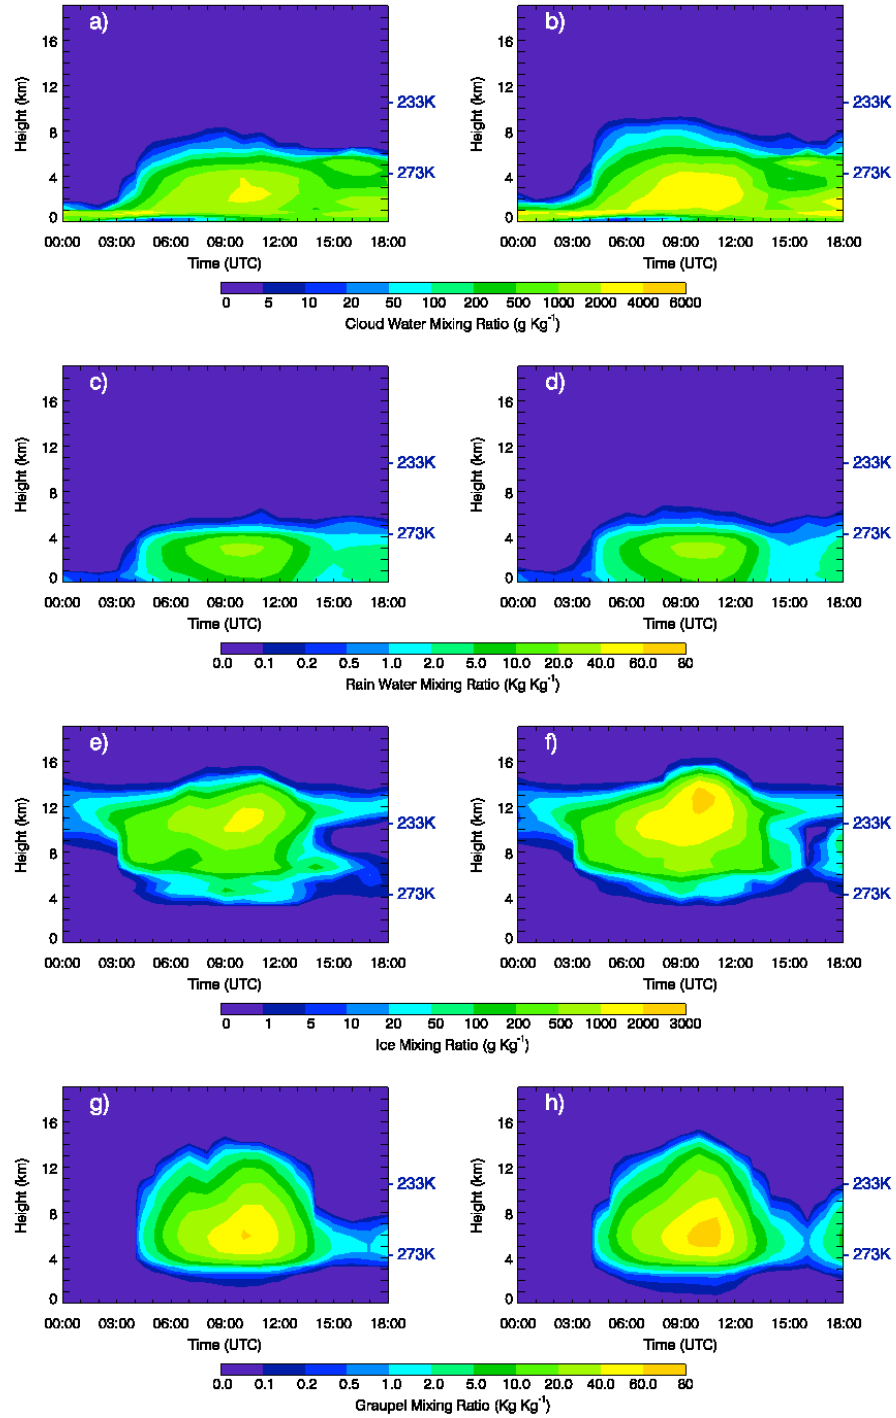 a)
b)
16
12
8
4
0
Height (km)
233K
273K
16
12
8
4
0
Height (km)
233K
273K
00:00 03:00 06:00 09:00 12:00 15:00 18:00
00:00 03:00 06:00 09:00 12:00 15:00 18:00
Time (UTC)
Time (UTC)
0 5 10 20 50 100 200 500 1000 2000 4000 6000
Cloud Water Mixing Ratio (g Kg⁻¹)
c)
d)
16
12
8
4
0
Height (km)
233K
273K
16
12
8
4
0
Height (km)
233K
273K
00:00 03:00 06:00 09:00 12:00 15:00 18:00
00:00 03:00 06:00 09:00 12:00 15:00 18:00
Time (UTC)
Time (UTC)
0.0 0.1 0.2 0.5 1.0 2.0 5.0 10.0 20.0 40.0 60.0 80
Rain Water Mixing Ratio (Kg Kg⁻¹)
e)
f)
16
12
8
4
0
Height (km)
233K
273K
16
12
8
4
0
Height (km)
233K
273K
00:00 03:00 06:00 09:00 12:00 15:00 18:00
00:00 03:00 06:00 09:00 12:00 15:00 18:00
Time (UTC)
Time (UTC)
0 1 5 10 20 50 100 200 500 1000 2000 3000
Ice Mixing Ratio (g Kg⁻¹)
g)
h)
16
12
8
4
0
Height (km)
233K
273K
16
12
8
4
0
Height (km)
233K
273K
00:00 03:00 06:00 09:00 12:00 15:00 18:00
00:00 03:00 06:00 09:00 12:00 15:00 18:00
Time (UTC)
Time (UTC)
0.0 0.1 0.2 0.5 1.0 2.0 5.0 10.0 20.0 40.0 60.0 80
Graupel Mixing Ratio (Kg Kg⁻¹)